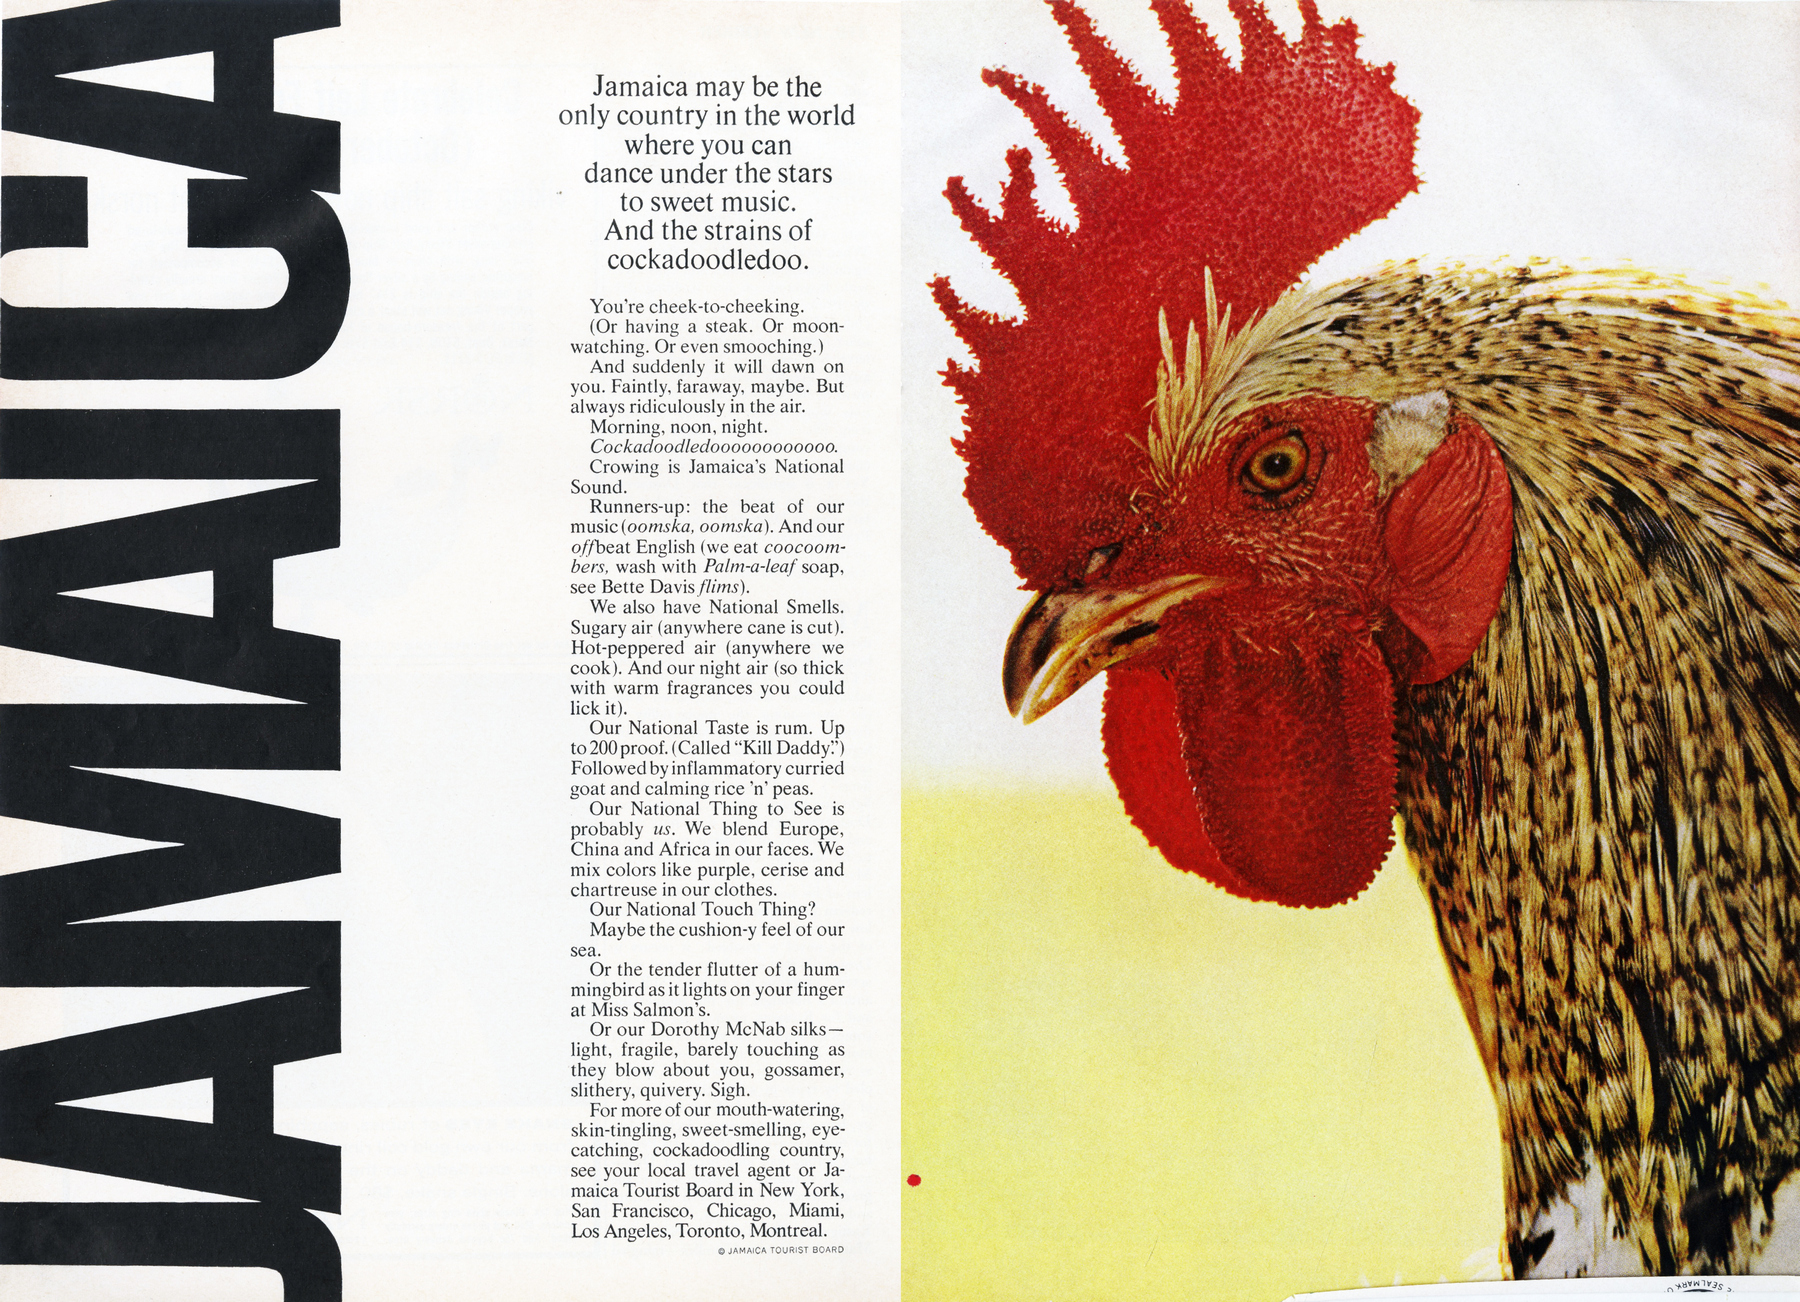 JAMAICA
Jamaica may be the
only country in the world
where you can
dance under the stars
to sweet music.
And the strains of
cockadoodledoo.
You're cheek-to-cheeking.
(Or having a steak. Or moon-
watching. Or even smooching.)
And suddenly it will dawn on
you. Faintly, faraway, maybe. But
always ridiculously in the air.
Morning, noon, night.
Cockadoodledoooooooooooo.
Crowing is Jamaica's National
Sound.
Runners-up: the beat of our
music (oomska, oomska). And our
offbeat English (we eat coocoom-
bers, wash with Palm-a-leaf soap,
see Bette Davis flims).
We also have National Smells.
Sugary air (anywhere cane is cut).
Hot-peppered air (anywhere we
cook). And our night air (so thick
with warm fragrances you could
lick it).
Our National Taste is rum. Up
to 200 proof. (Called “Kill Daddy.”)
Followed by inflammatory curried
goat and calming rice 'n' peas.
Our National Thing to See is
probably us. We blend Europe,
China and Africa in our faces. We
mix colors like purple, cerise and
chartreuse in our clothes.
Our National Touch Thing?
Maybe the cushion-y feel of our
sea.
Or the tender flutter of a hum-
mingbird as it lights on your finger
at Miss Salmon's.
Or our Dorothy McNab silks—
light, fragile, barely touching as
they blow about you, gossamer,
slithery, quivery. Sigh.
For more of our mouth-watering,
skin-tingling, sweet-smelling, eye-
catching, cockadoodling country,
see your local travel agent or Ja-
maica Tourist Board in New York,
San Francisco, Chicago, Miami,
Los Angeles, Toronto, Montreal.
© JAMAICA TOURIST BOARD
SEALMARK